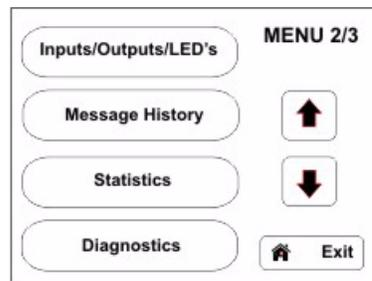 MENU 2/3
Inputs/Outputs/LED's
Message History
Statistics
Diagnostics
Exit